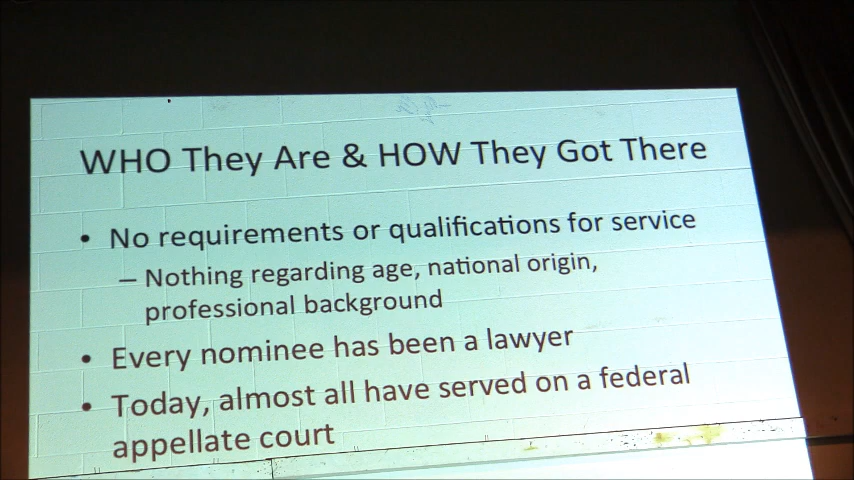 WHO They Are & HOW They Got There
• No requirements or qualifications for service
– Nothing regarding age, national origin,
professional background
• Every nominee has been a lawyer
• Today, almost all have served on a federal
appellate court